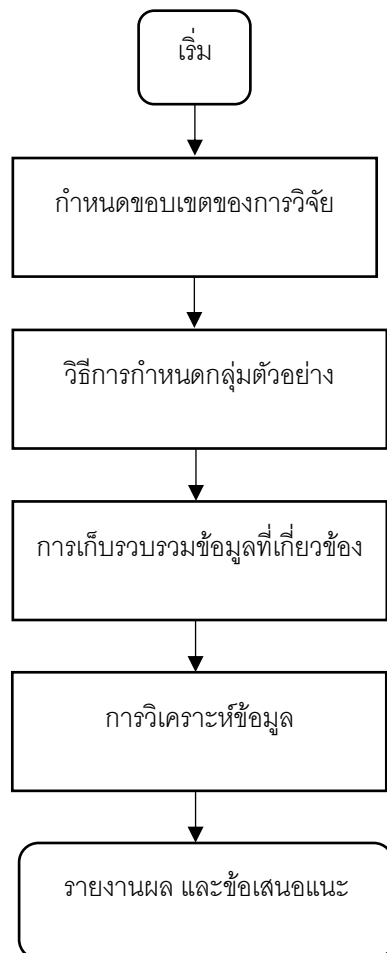 เริ่ม
กำหนดขอบเขตของการวิจัย
วิธีการกำหนดกลุ่มตัวอย่าง
การเก็บรวบรวมข้อมูลที่เกี่ยวข้อง
การวิเคราะห์ข้อมูล
รายงานผล และข้อเสนอแนะ